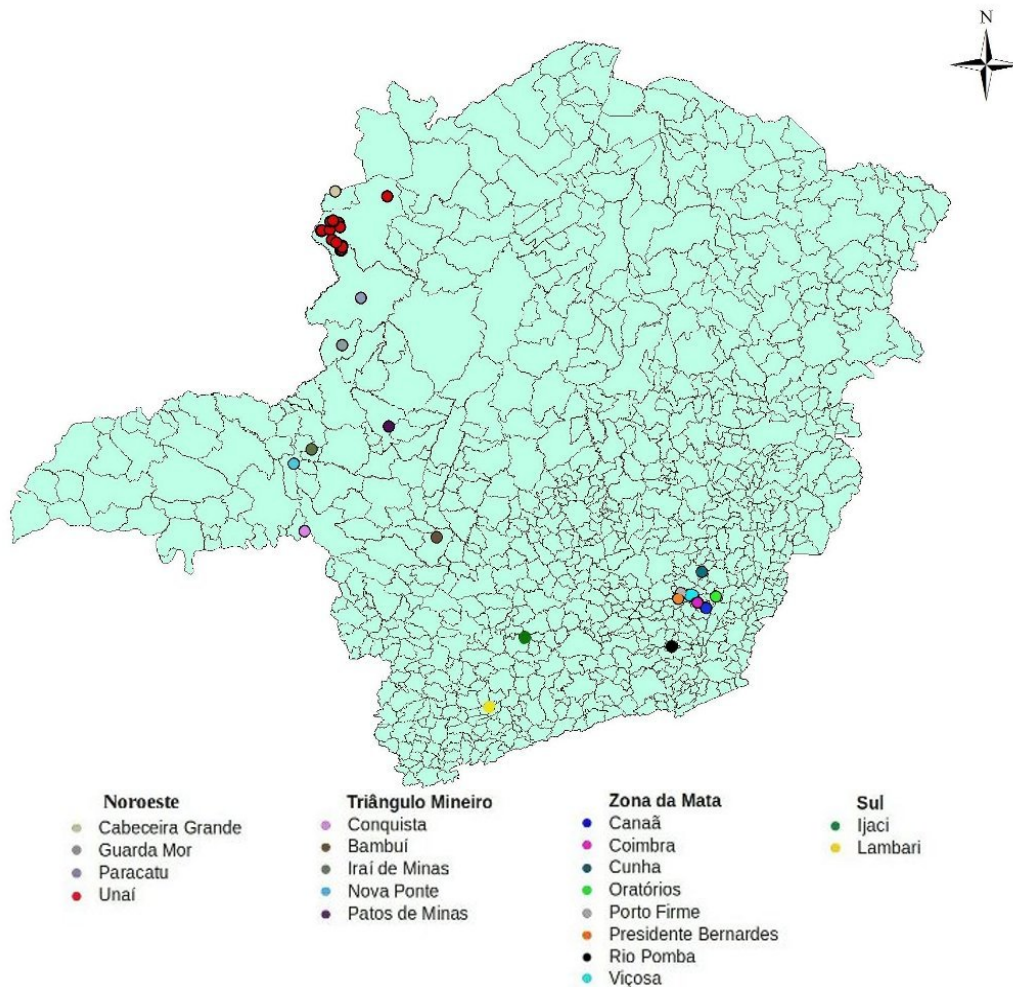 N
Noroeste
Cabeceira Grande
Guarda Mor
Paracatu
Unaí
Triângulo Mineiro
Conquista
Bambuí
Iraí de Minas
Nova Ponte
Patos de Minas
Zona da Mata
Canaã
Coimbra
Cunha
Oratórios
Porto Firme
Presidente Bernardes
Rio Pomba
Viçosa
Sul
Ijaci
Lambari